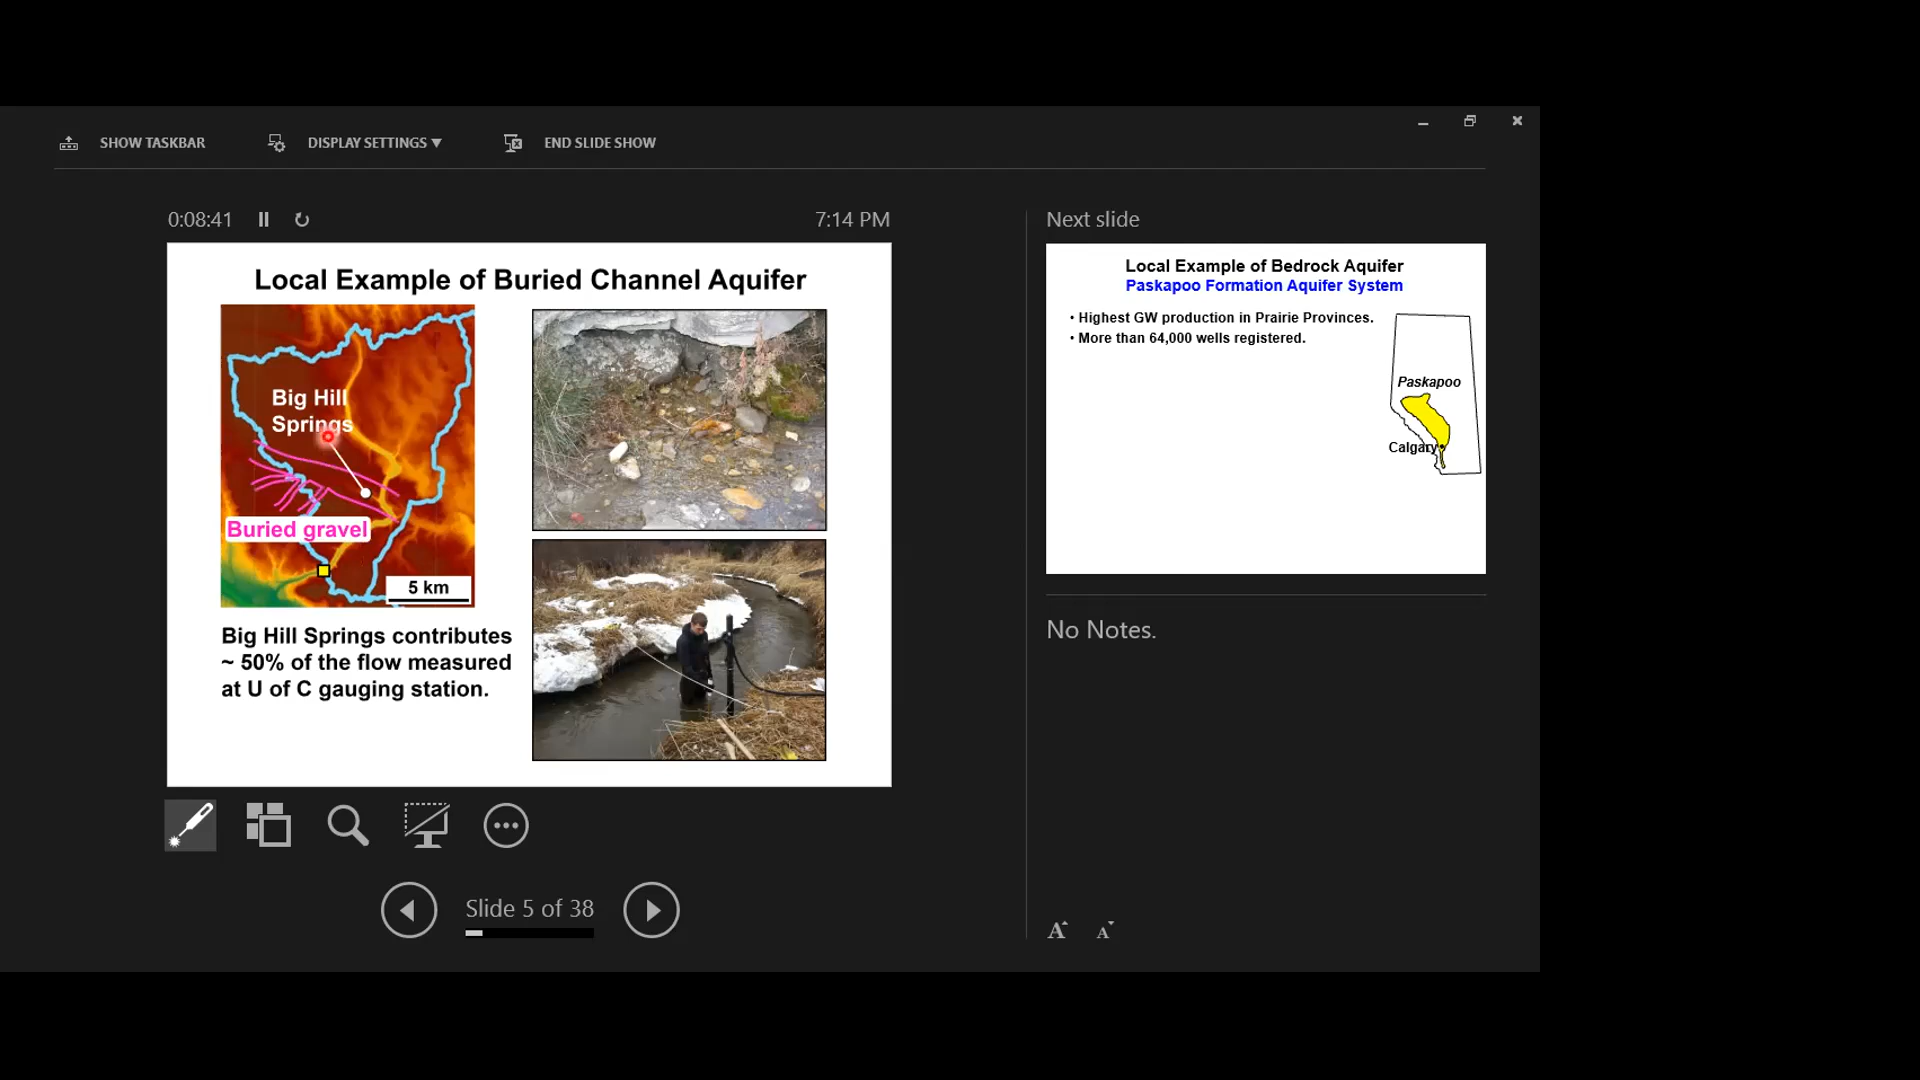 SHOW TASKBAR
DISPLAY SETTINGS ▼
END SLIDE SHOW
0:08:41
7:14 PM
Local Example of Buried Channel Aquifer
Big Hill
Springs
Buried gravel
5 km
Big Hill Springs contributes
~ 50% of the flow measured
at U of C gauging station.
Slide 5 of 38
Next slide
Local Example of Bedrock Aquifer
Paskapoo Formation Aquifer System
• Highest GW production in Prairie Provinces.
• More than 64,000 wells registered.
Paskapoo
Calgary
No Notes.
A A